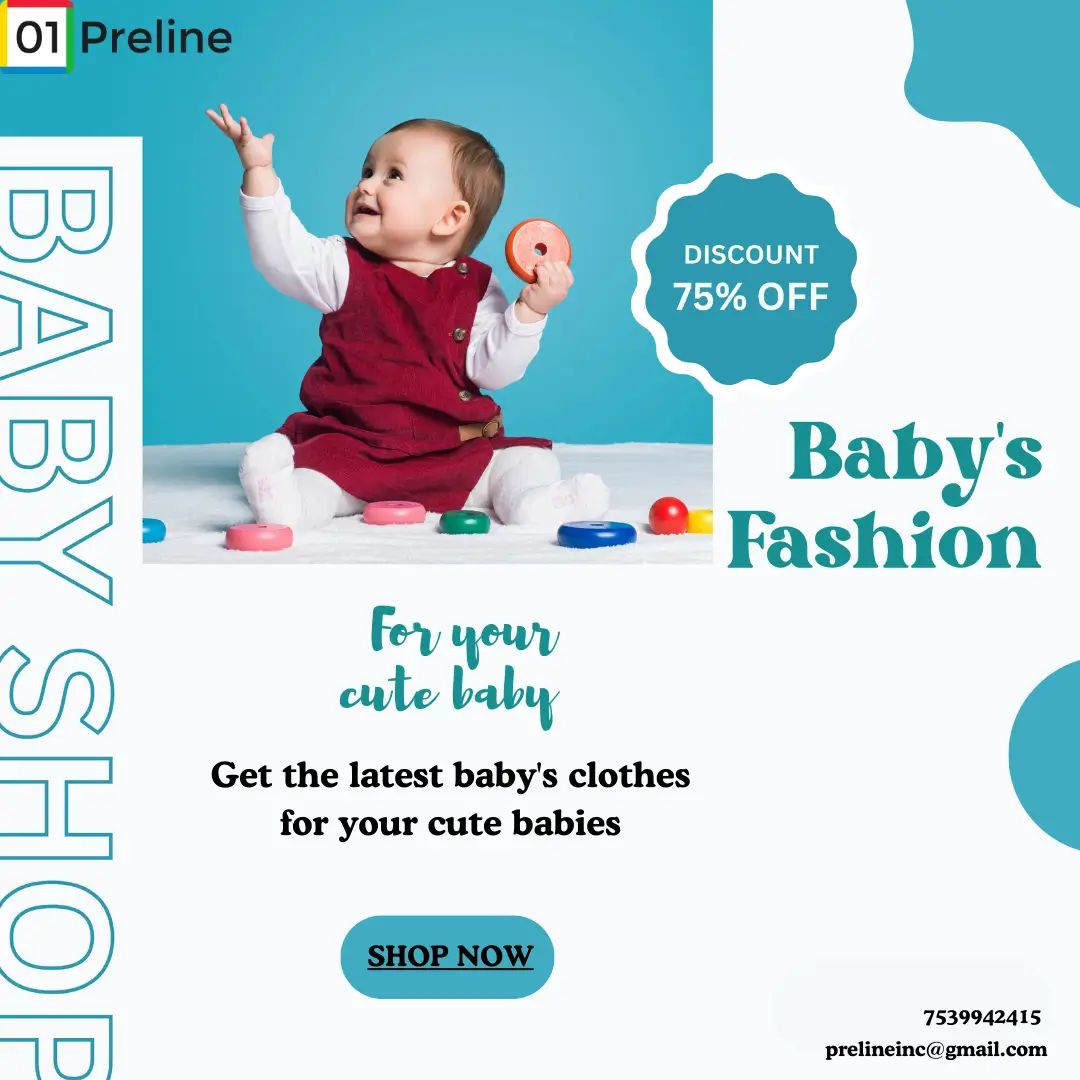 01 Preline
BABY SHOP
DISCOUNT
75% OFF
Baby's
Fashion
For your
cute baby
Get the latest baby's clothes
for your cute babies
SHOP NOW
7539942415
prelineinc@gmail.com